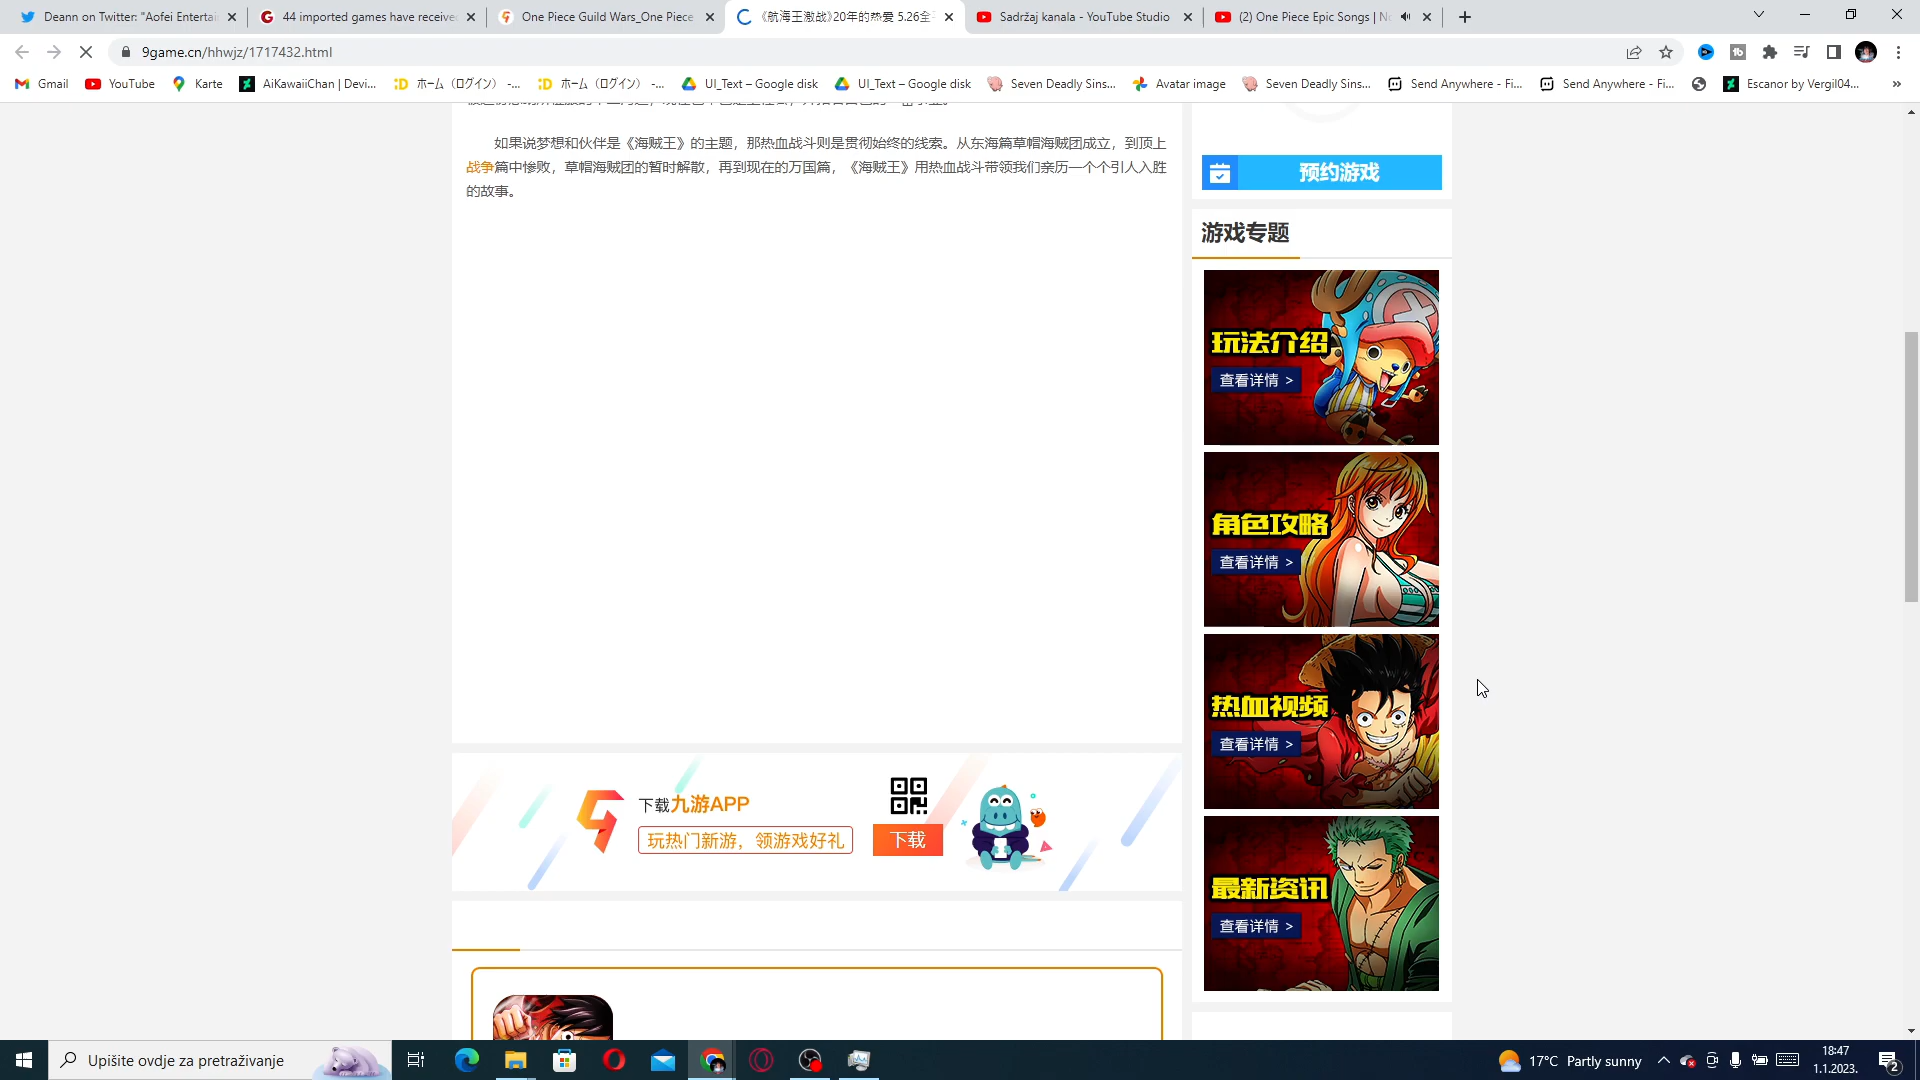 Deann on Twitter: "Aofei Entertai
44 imported games have receive
One Piece Guild Wars_One Piece
《航海王激战》20年的热爱 5.26全
Sadržaj kanala - YouTube Studio
(2) One Piece Epic Songs | N
9game.cn/hhwjz/1717432.html
Gmail
YouTube
Karte
AiKawaiiChan | Devi...
ホーム（ログイン） -...
ホーム（ログイン） -...
UI_Text – Google disk
UI_Text – Google disk
Seven Deadly Sins...
Avatar image
Seven Deadly Sins...
Send Anywhere - Fi...
Send Anywhere - Fi...
Escanor by Vergil04...
»
如果说梦想和伙伴是《海贼王》的主题，那热血战斗则是贯彻始终的线索。从东海篇草帽海贼团成立，到顶上
战争篇中惨败，草帽海贼团的暂时解散，再到现在的万国篇，《海贼王》用热血战斗带领我们亲历一个个引人入胜
的故事。
预约游戏
游戏专题
玩法介绍
查看详情 >
角色攻略
查看详情 >
热血视频
查看详情 >
最新资讯
查看详情 >
下载九游APP
玩热门新游，领游戏好礼
下载
Upišite ovdje za pretraživanje
17°C Partly sunny
18:47
1.1.2023.
2